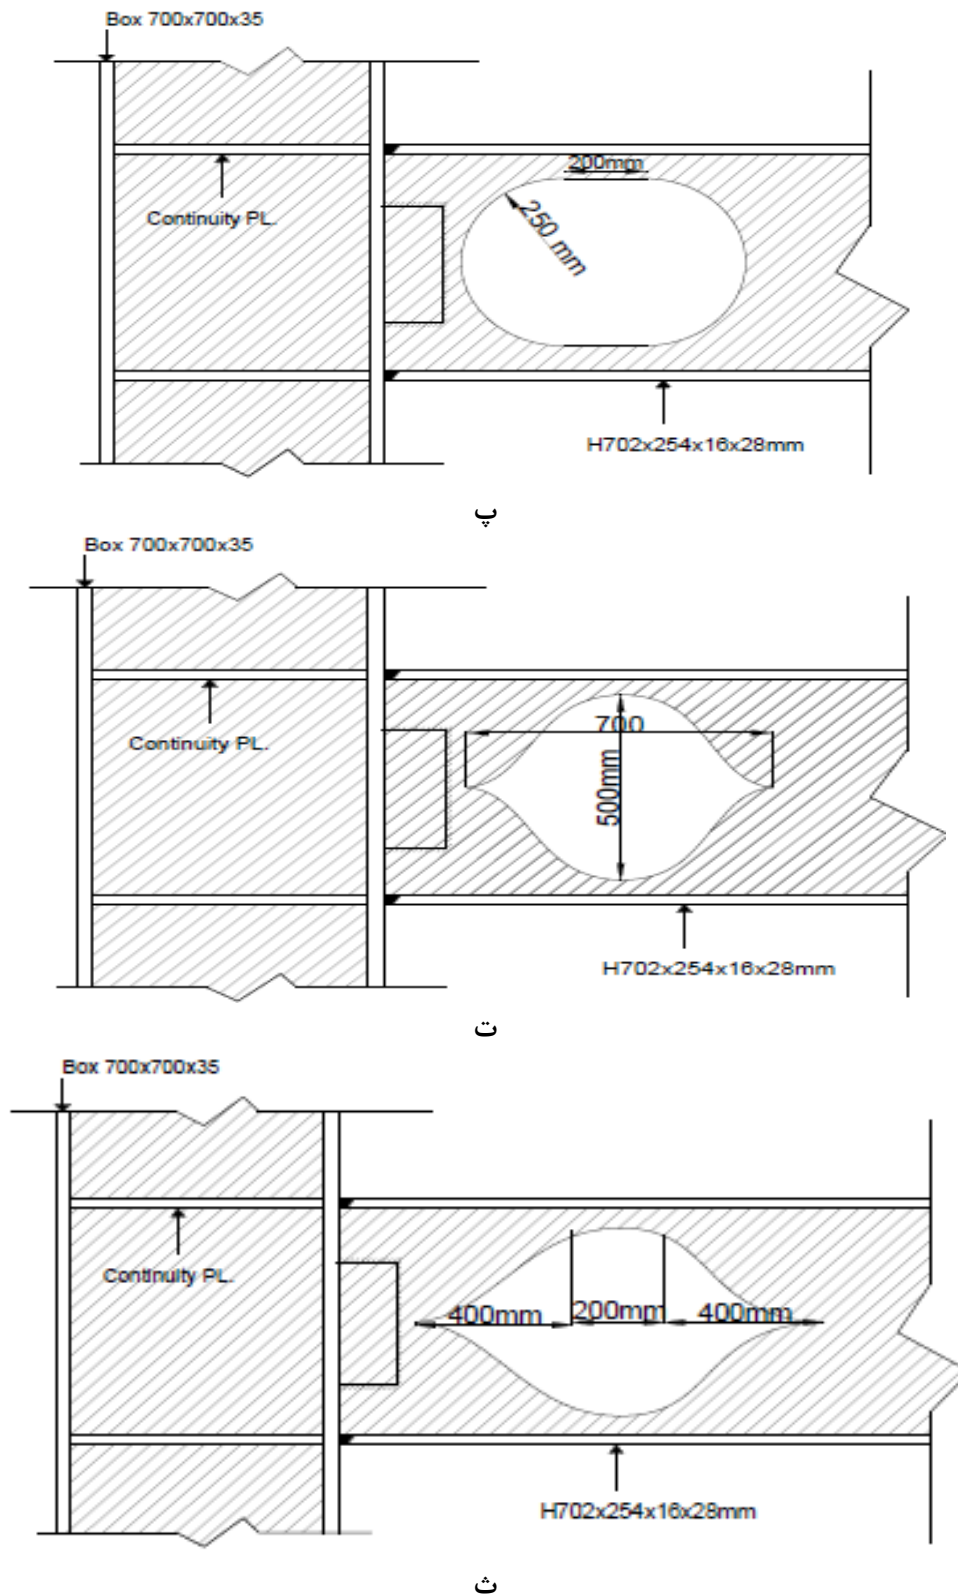 Box 700x700x35
200mm
Continuity PL.
250 mm
H702x254x16x28mm
پ
Box 700x700x35
700
Continuity PL.
500mm
H702x254x16x28mm
ت
Box 700x700x35
Continuity PL.
400mm 200mm 400mm
H702x254x16x28mm
ث